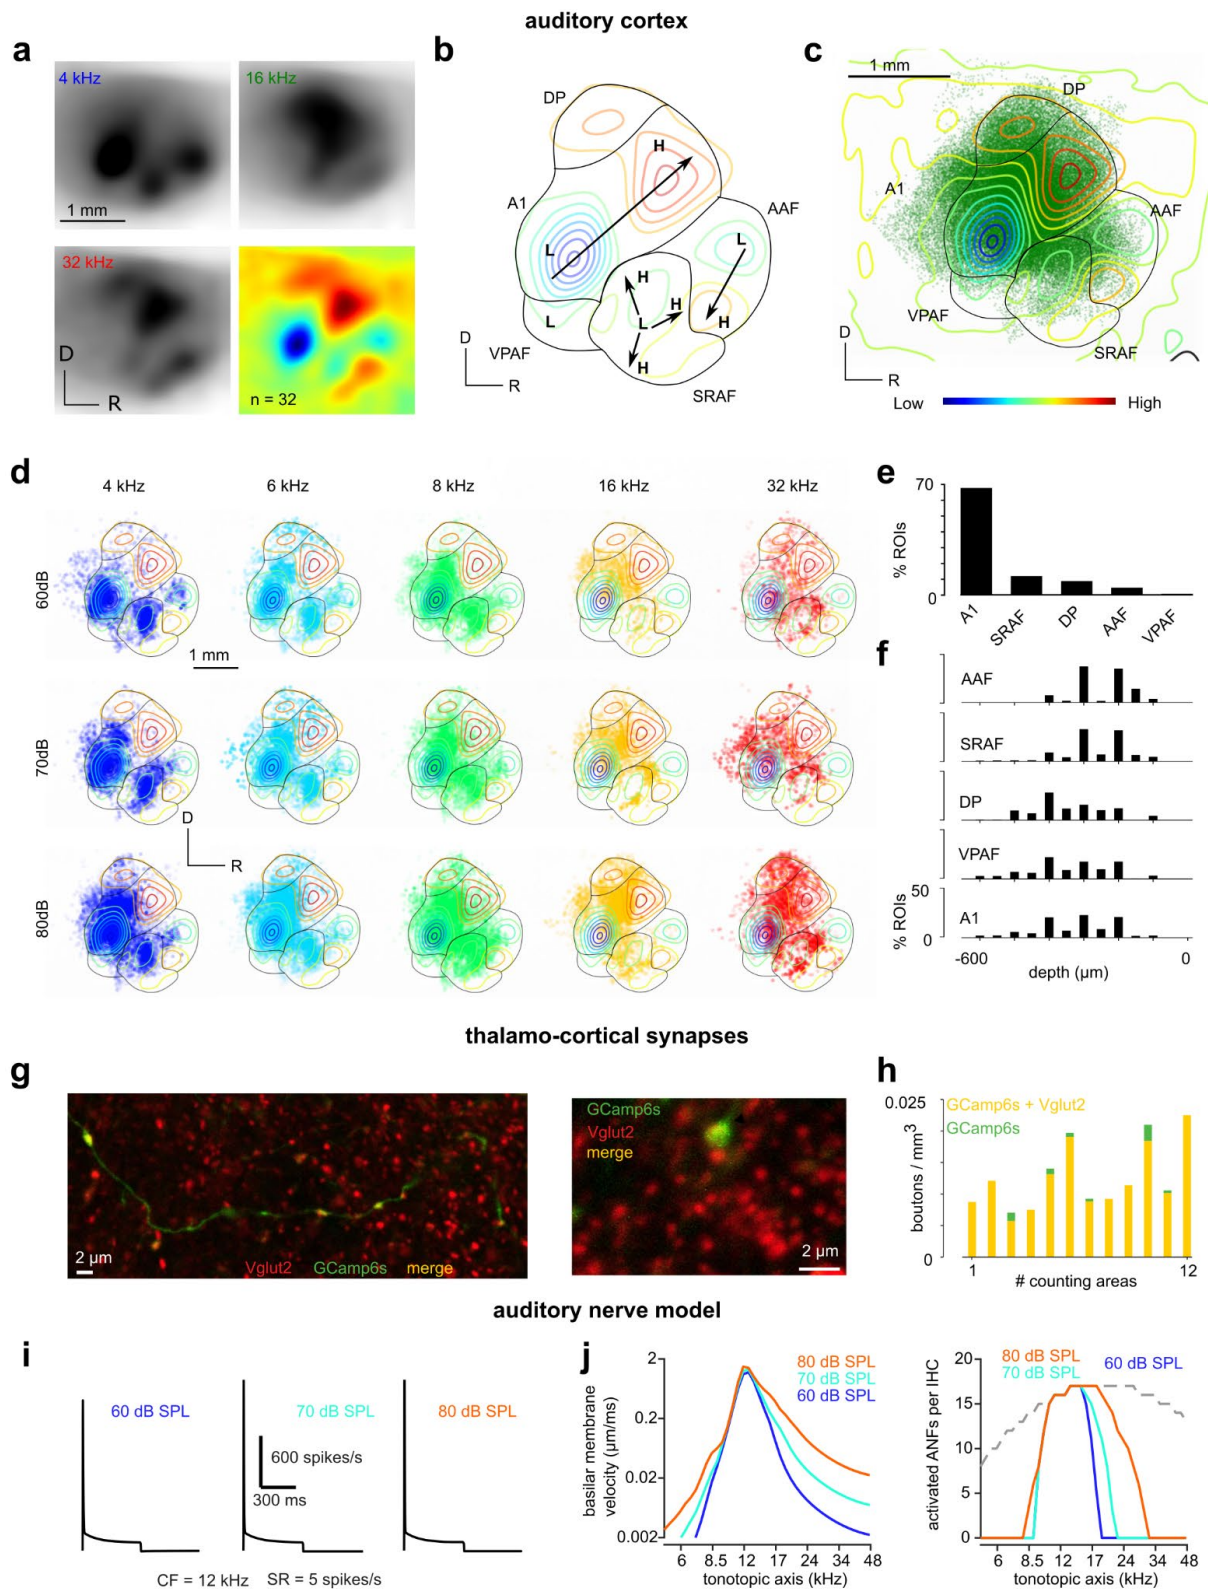 auditory cortex
a
4 kHz
16 kHz
1 mm
32 kHz
D
R
n = 32
b
DP
H
A1
AAF
L
L
H
H
L
L
H
H
VPAF
D
R
SRAF
c
1 mm
DP
A1
AAF
VPAF
D
R
SRAF
Low
High
d
4 kHz
6 kHz
8 kHz
16 kHz
32 kHz
60dB
1 mm
70dB
D
R
80dB
e
70
% ROIs
0
A1
SRAF
DP
AAF
VPAF
f
AAF
SRAF
DP
VPAF
50
A1
% ROIs
0
-600
0
depth (µm)
thalamo-cortical synapses
g
2 µm
Vglut2
GCamp6s
merge
GCamp6s
Vglut2
merge
2 µm
h
0.025
GCamp6s + Vglut2
GCamp6s
boutons / mm3
0
1
12
# counting areas
auditory nerve model
i
60 dB SPL
70 dB SPL
80 dB SPL
600 spikes/s
300 ms
CF = 12 kHz
SR = 5 spikes/s
j
2
80 dB SPL
70 dB SPL
60 dB SPL
0.2
basilar membrane
velocity (µm/ms)
0.02
0.002
6 8.5 12 17 24 34 48
tonotopic axis (kHz)
80 dB SPL
60 dB SPL
70 dB SPL
20
15
activated ANFs per IHC
10
5
0
6 8.5 12 17 24 34 48
tonotopic axis (kHz)